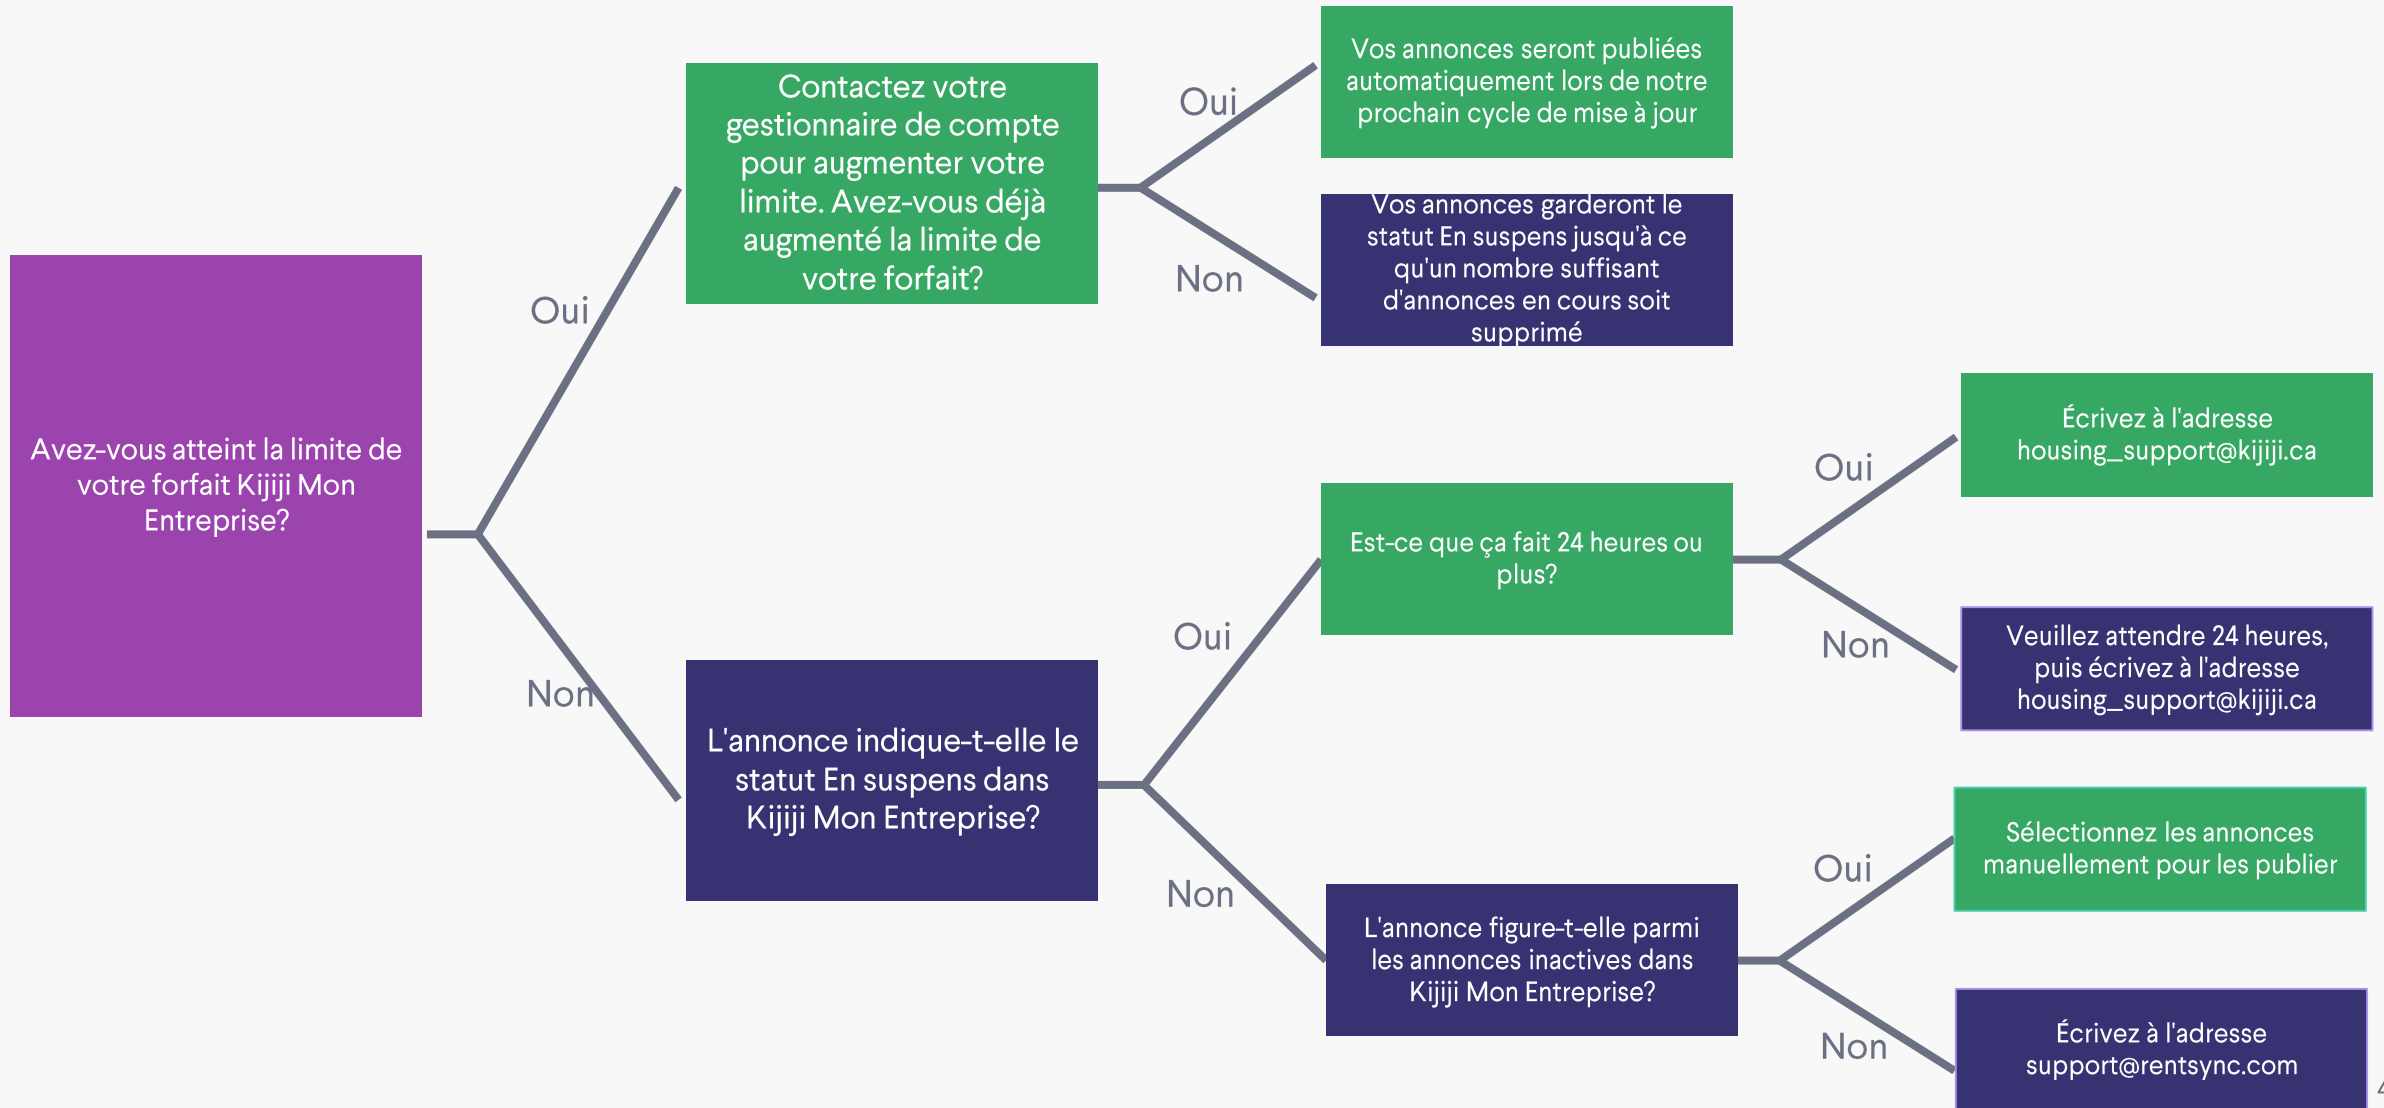 Avez-vous atteint la limite de
votre forfait Kijiji Mon
Entreprise?
Oui
Non
Contactez votre
gestionnaire de compte
pour augmenter votre
limite. Avez-vous déjà
augmenté la limite de
votre forfait?
Oui
Non
Vos annonces seront publiées
automatiquement lors de notre
prochain cycle de mise à jour
Vos annonces garderont le
statut En suspens jusqu'à ce
qu'un nombre suffisant
d'annonces en cours soit
supprimé
L'annonce indique-t-elle le
statut En suspens dans
Kijiji Mon Entreprise?
Oui
Non
Est-ce que ça fait 24 heures ou
plus?
Oui
Non
Écrivez à l'adresse
housing_support@kijiji.ca
Veuillez attendre 24 heures,
puis écrivez à l'adresse
housing_support@kijiji.ca
L'annonce figure-t-elle parmi
les annonces inactives dans
Kijiji Mon Entreprise?
Oui
Non
Sélectionnez les annonces
manuellement pour les publier
Écrivez à l'adresse
support@rentsync.com